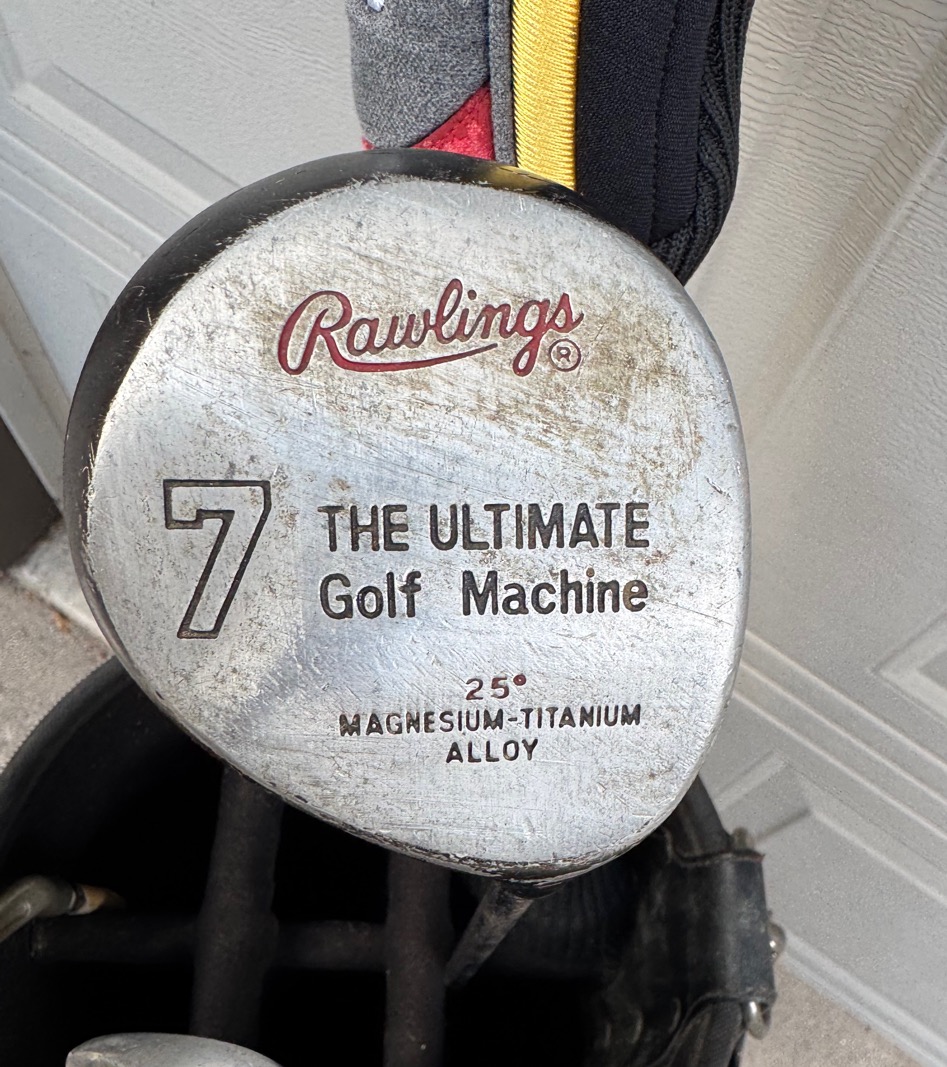 Rawlings®
7 THE ULTIMATE
Golf Machine
25°
MAGNESIUM-TITANIUM
ALLOY